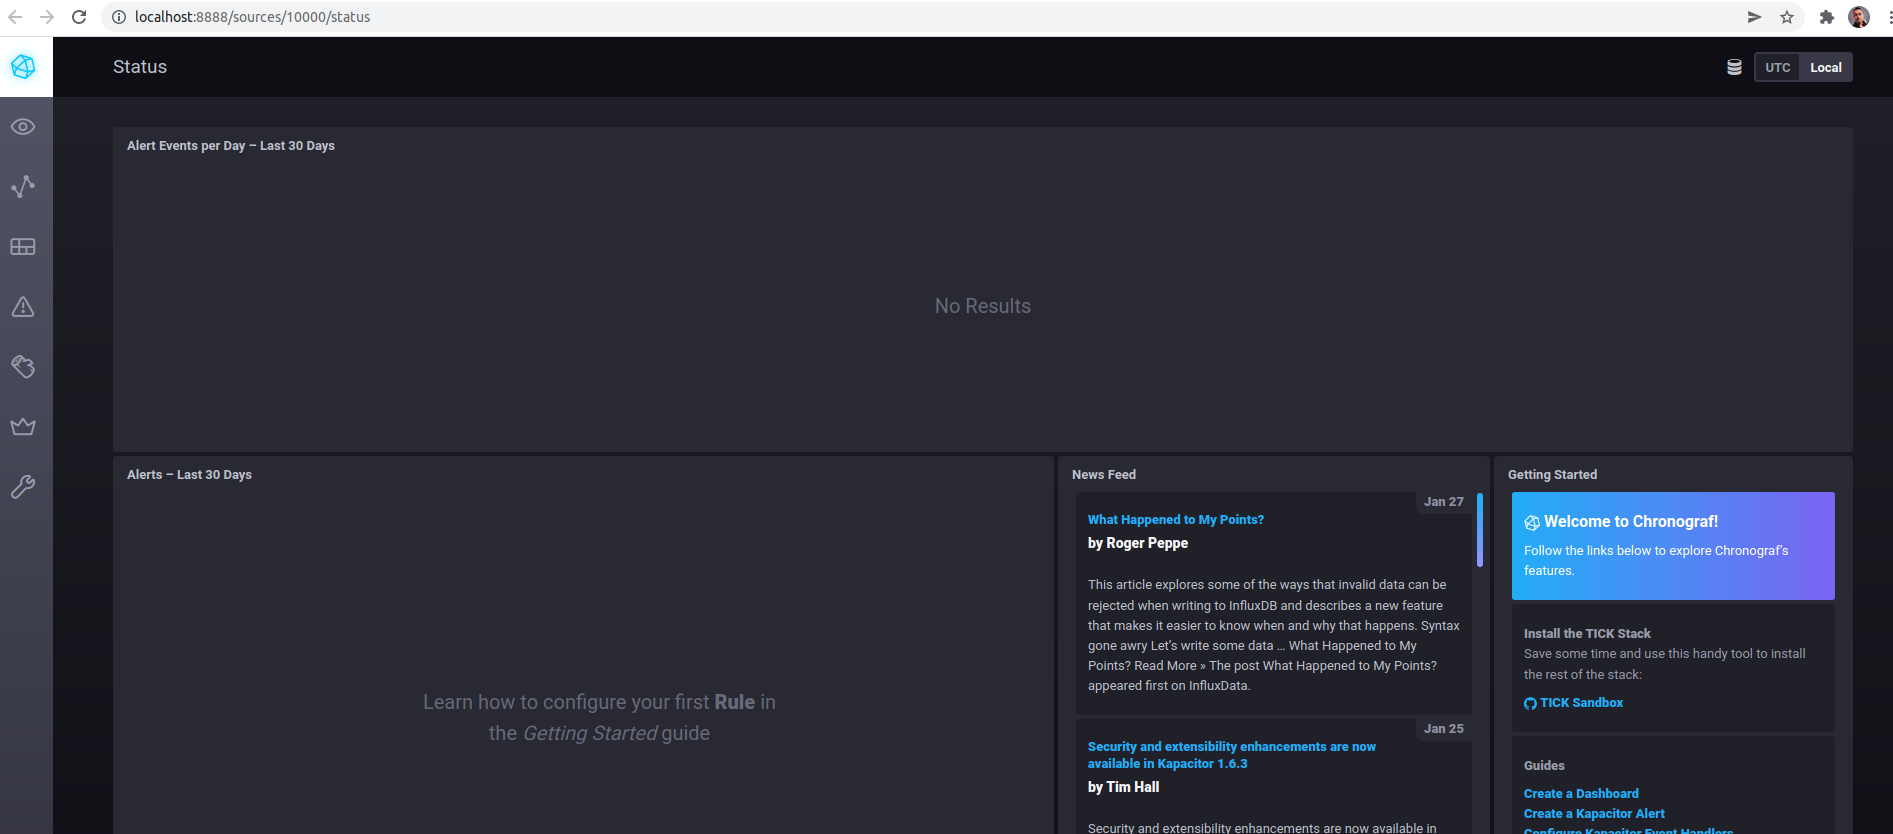 localhost:8888/sources/10000/status
Status
UTC
Local
Alert Events per Day – Last 30 Days
No Results
Alerts – Last 30 Days
Learn how to configure your first Rule in
the Getting Started guide
News Feed
Jan 27
What Happened to My Points?
by Roger Peppe
This article explores some of the ways that invalid data can be
rejected when writing to InfluxDB and describes a new feature
that makes it easier to know when and why that happens. Syntax
gone awry Let’s write some data … What Happened to My
Points? Read More » The post What Happened to My Points?
appeared first on InfluxData.
Jan 25
Security and extensibility enhancements are now
available in Kapacitor 1.6.3
by Tim Hall
Security and extensibility enhancements are now available in
Getting Started
Welcome to Chronograf!
Follow the links below to explore Chronograf’s
features.
Install the TICK Stack
Save some time and use this handy tool to install
the rest of the stack:
TICK Sandbox
Guides
Create a Dashboard
Create a Kapacitor Alert
Configure Kapacitor Event Handlers